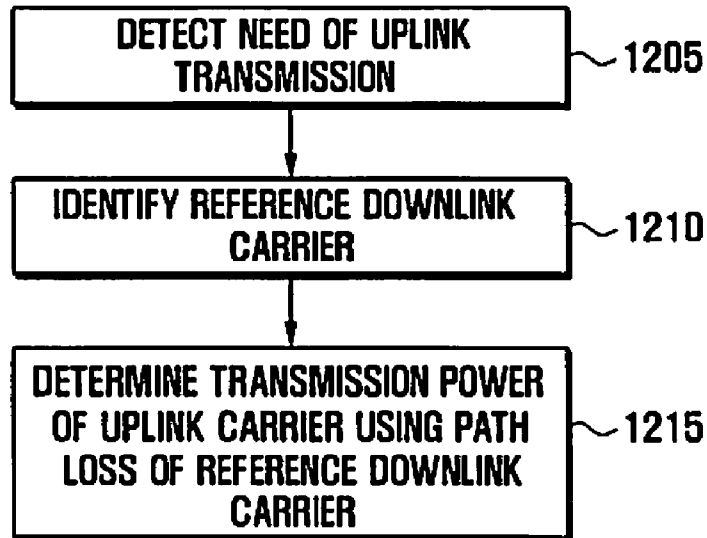 DETECT NEED OF UPLINK
TRANSMISSION
1205
IDENTIFY REFERENCE DOWNLINK
CARRIER
1210
DETERMINE TRANSMISSION POWER
OF UPLINK CARRIER USING PATH
LOSS OF REFERENCE DOWNLINK
CARRIER
1215